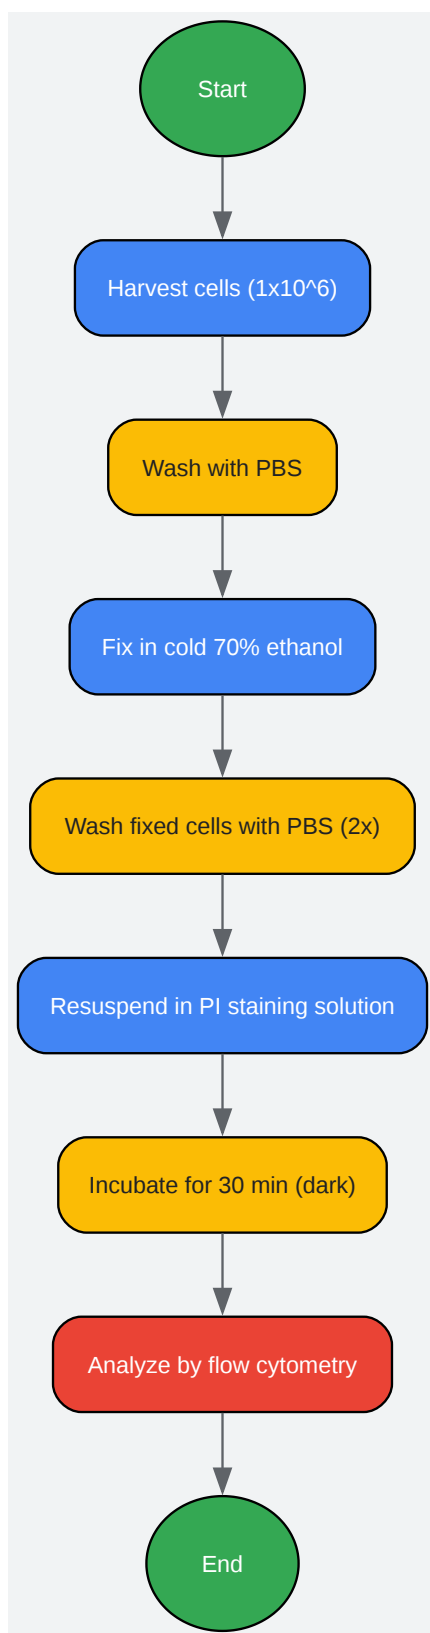 Start
Harvest cells (1x10^6)
Wash with PBS
Fix in cold 70% ethanol
Wash fixed cells with PBS (2x)
Resuspend in PI staining solution
Incubate for 30 min (dark)
Analyze by flow cytometry
End